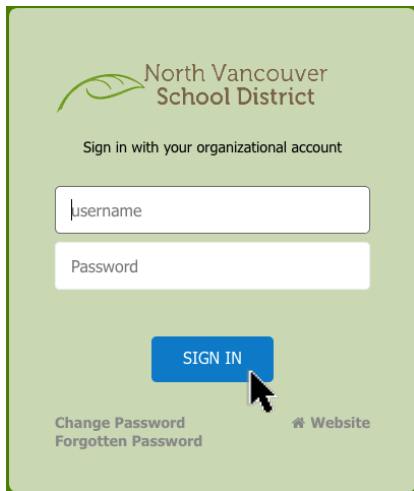 North Vancouver
School District
Sign in with your organizational account
username
Password
SIGN IN
Change Password
Website
Forgotten Password